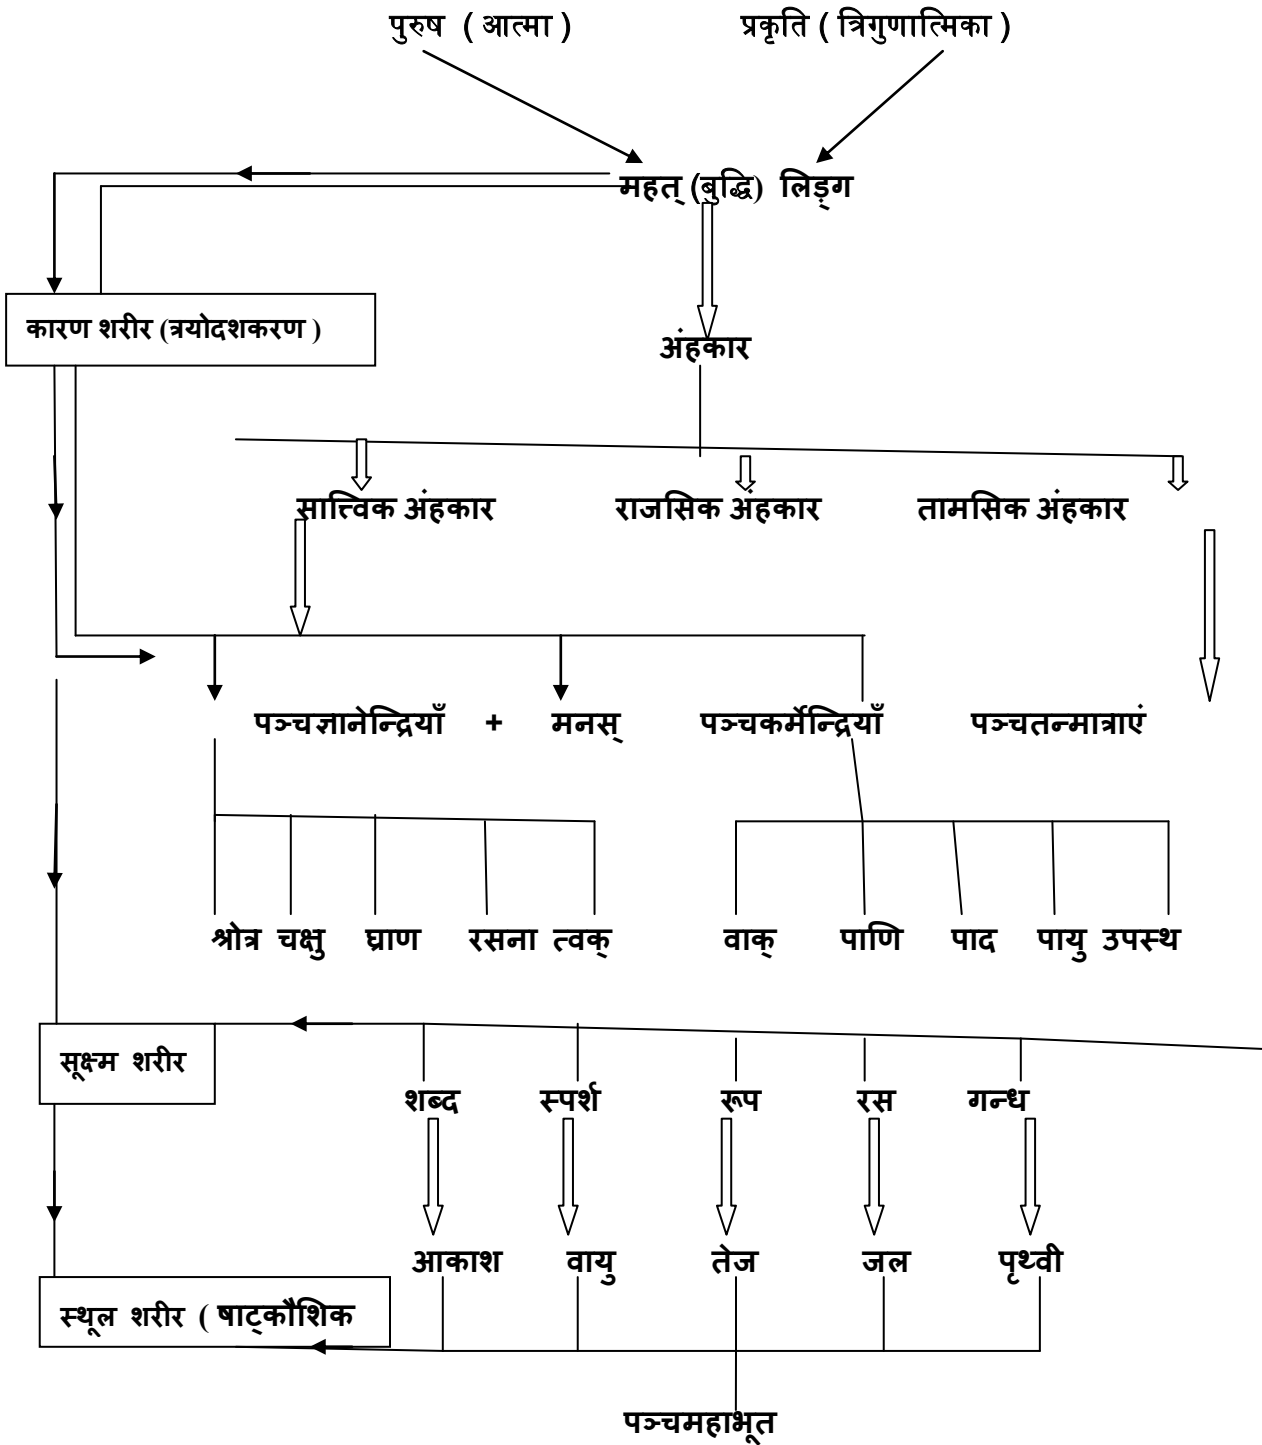 पुरुष ( आत्मा ) प्रकृति ( त्रिगुणात्मिका )
महत् (बुद्धि) लिड़्ग
कारण शरीर (त्रयोदशकरण )
अंहकार
सात्त्विक अंहकार राजसिक अंहकार तामसिक अंहकार
पञ्चज्ञानेन्द्रियाँ + मनस् पञ्चकर्मेन्द्रियाँ पञ्चतन्मात्राएं
श्रोत्र चक्षु घ्राण रसना त्वक् वाक् पाणि पाद पायु उपस्थ
सूक्ष्म शरीर
शब्द स्पर्श रूप रस गन्ध
आकाश वायु तेज जल पृथ्वी
स्थूल शरीर ( षाट्कौशिक
पञ्चमहाभूत